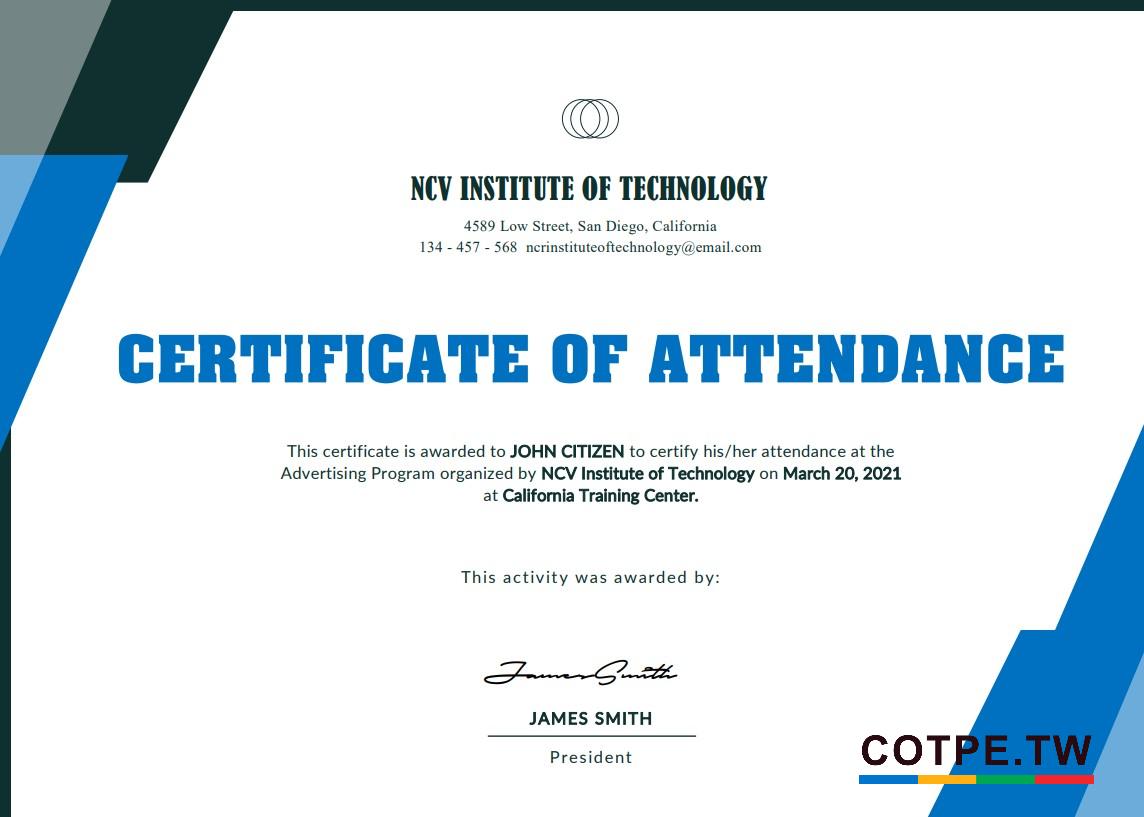 NCV INSTITUTE OF TECHNOLOGY
4589 Low Street, San Diego, California
134 - 457 - 568 ncrinstituteoftechnology@email.com
CERTIFICATE OF ATTENDANCE
This certificate is awarded to JOHN CITIZEN to certify his/her attendance at the
Advertising Program organized by NCV Institute of Technology on March 20, 2021
at California Training Center.
This activity was awarded by:
James Smith
JAMES SMITH
President
COTPE.TW